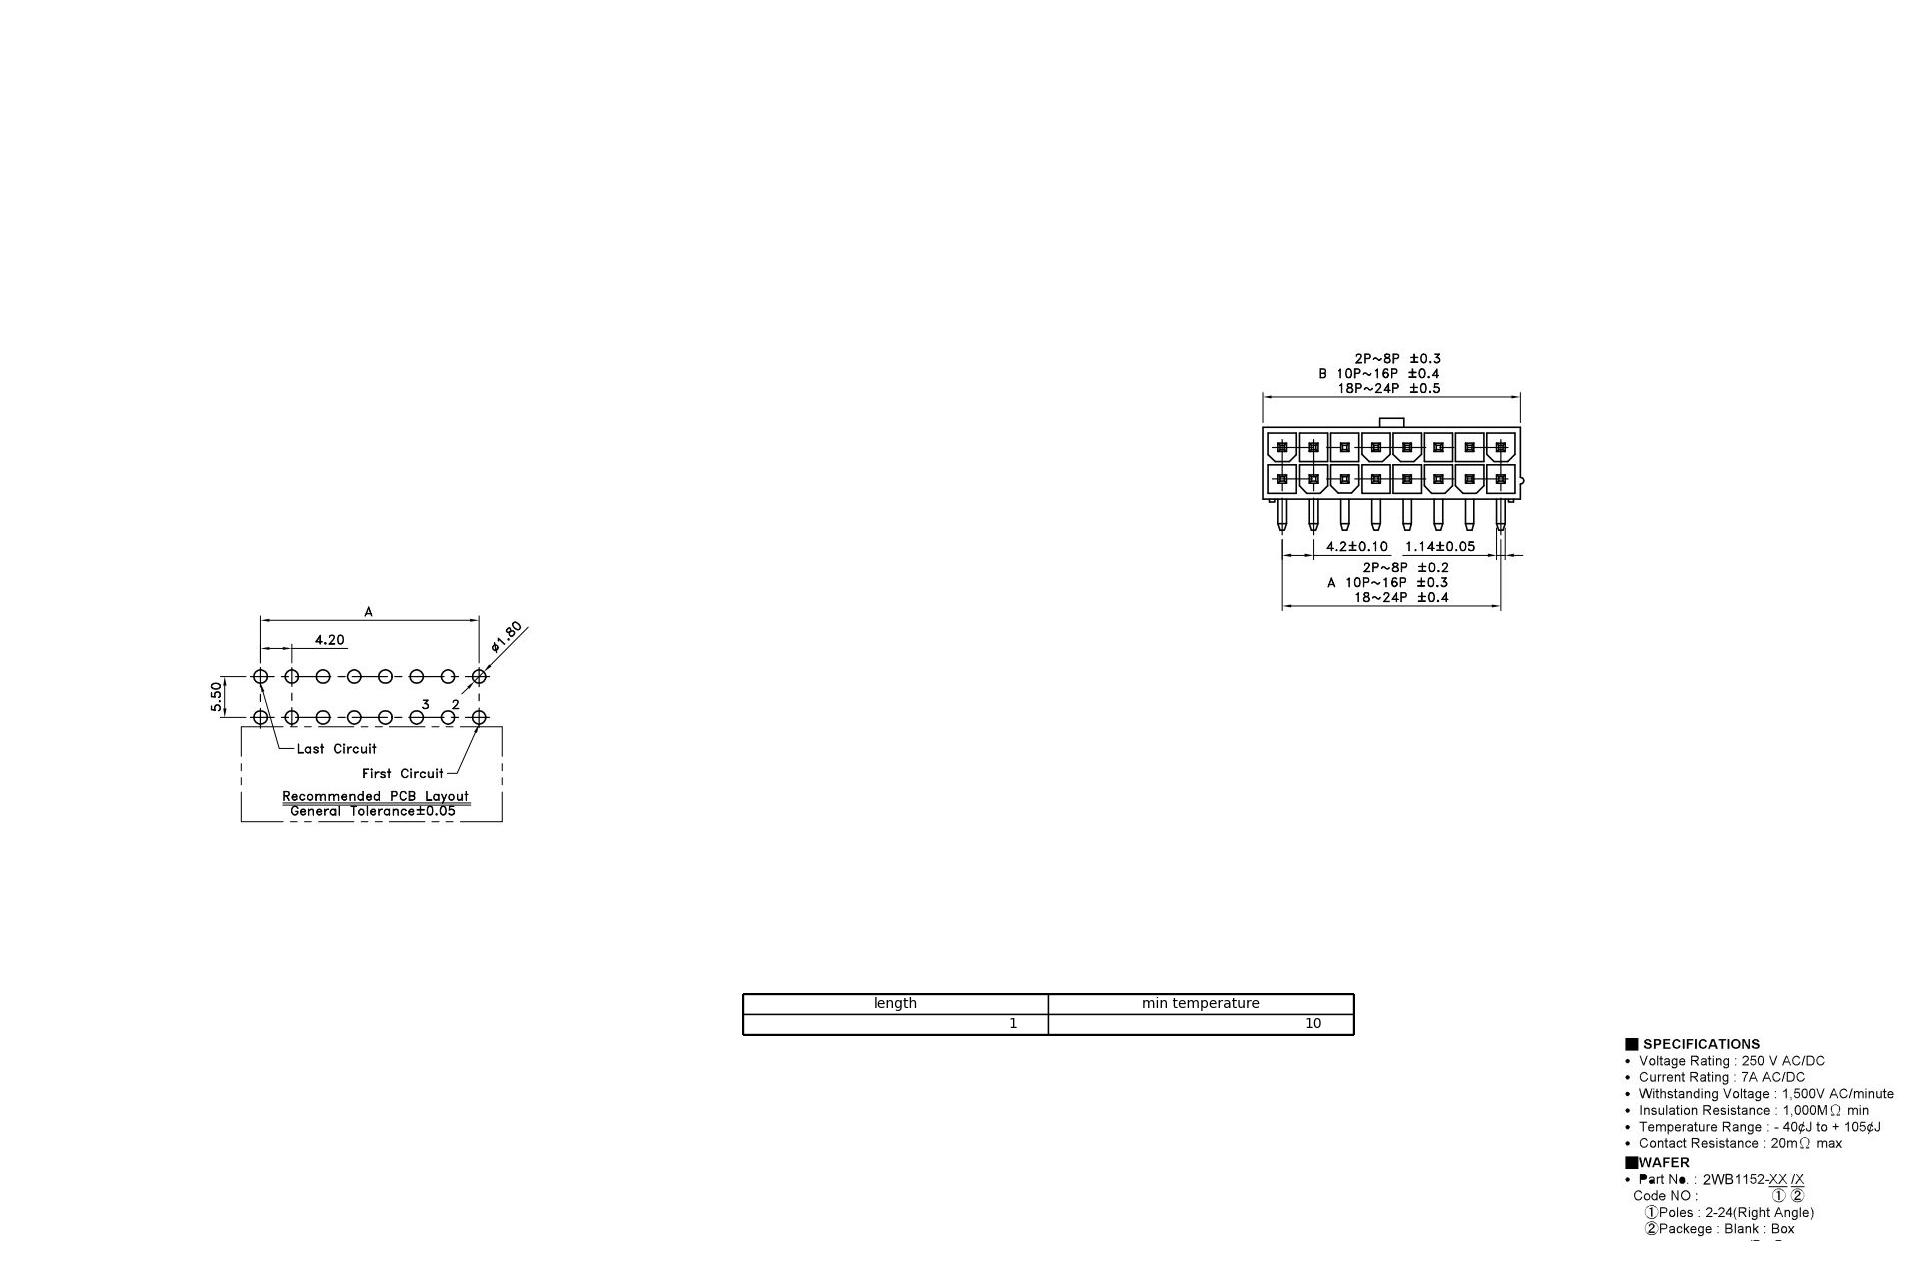 2P~8P ±0.3
B 10P~16P ±0.4
18P~24P ±0.5
4.2±0.10 1.14±0.05
2P~8P ±0.2
A 10P~16P ±0.3
18~24P ±0.4
A
4.20
ø1.80
5.50
3 2
Last Circuit
First Circuit
Recommended PCB Layout
General Tolerance±0.05
length min temperature
1 10
■ SPECIFICATIONS
• Voltage Rating : 250 V AC/DC
• Current Rating : 7A AC/DC
• Withstanding Voltage : 1,500V AC/minute
• Insulation Resistance : 1,000MΩ min
• Temperature Range : - 40¢J to + 105¢J
• Contact Resistance : 20mΩ max
■WAFER
• Part No. : 2WB1152-XX /X
Code NO : ① ②
①Poles : 2-24(Right Angle)
②Packege : Blank : Box